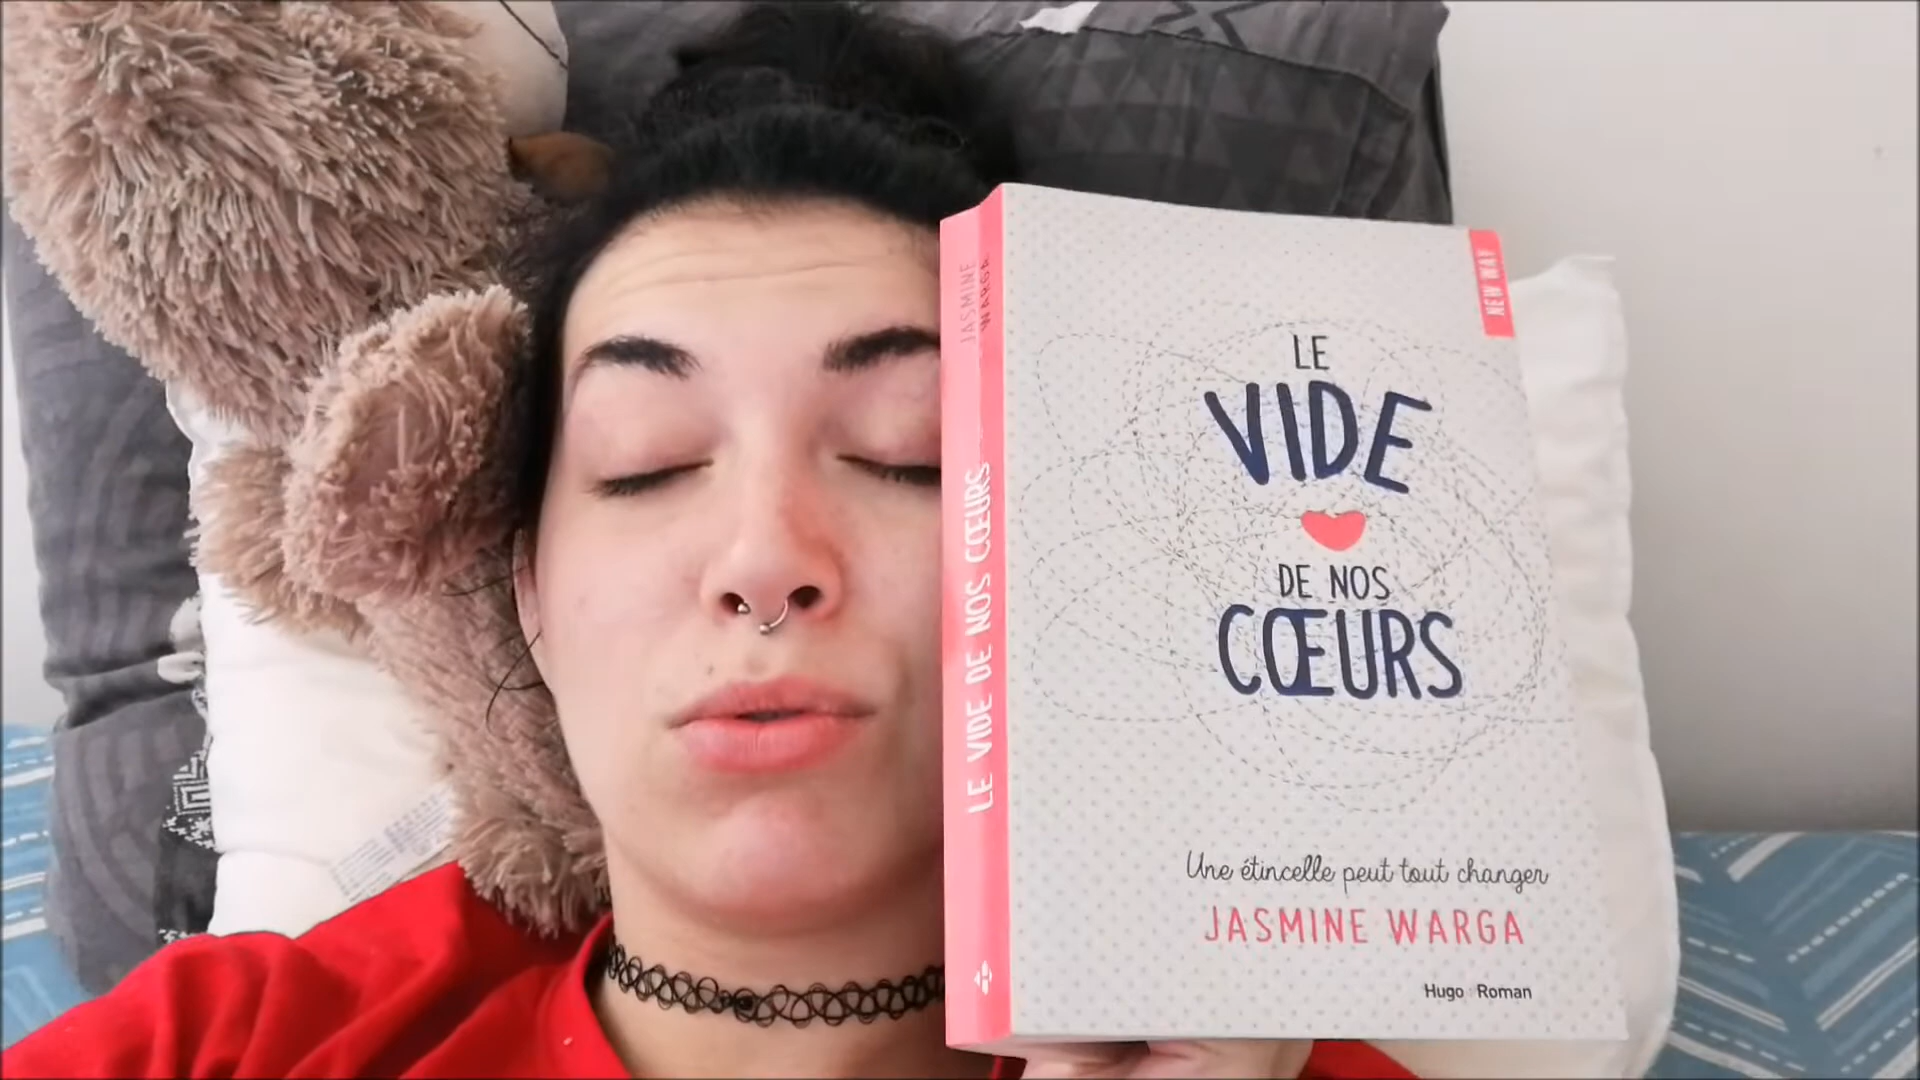 JASMINE
WARGA
LE VIDE DE NOS CŒURS
NEW WAY
LE
VIDE
DE NOS
CŒURS
Une étincelle peut tout changer
JASMINE WARGA
Hugo Roman